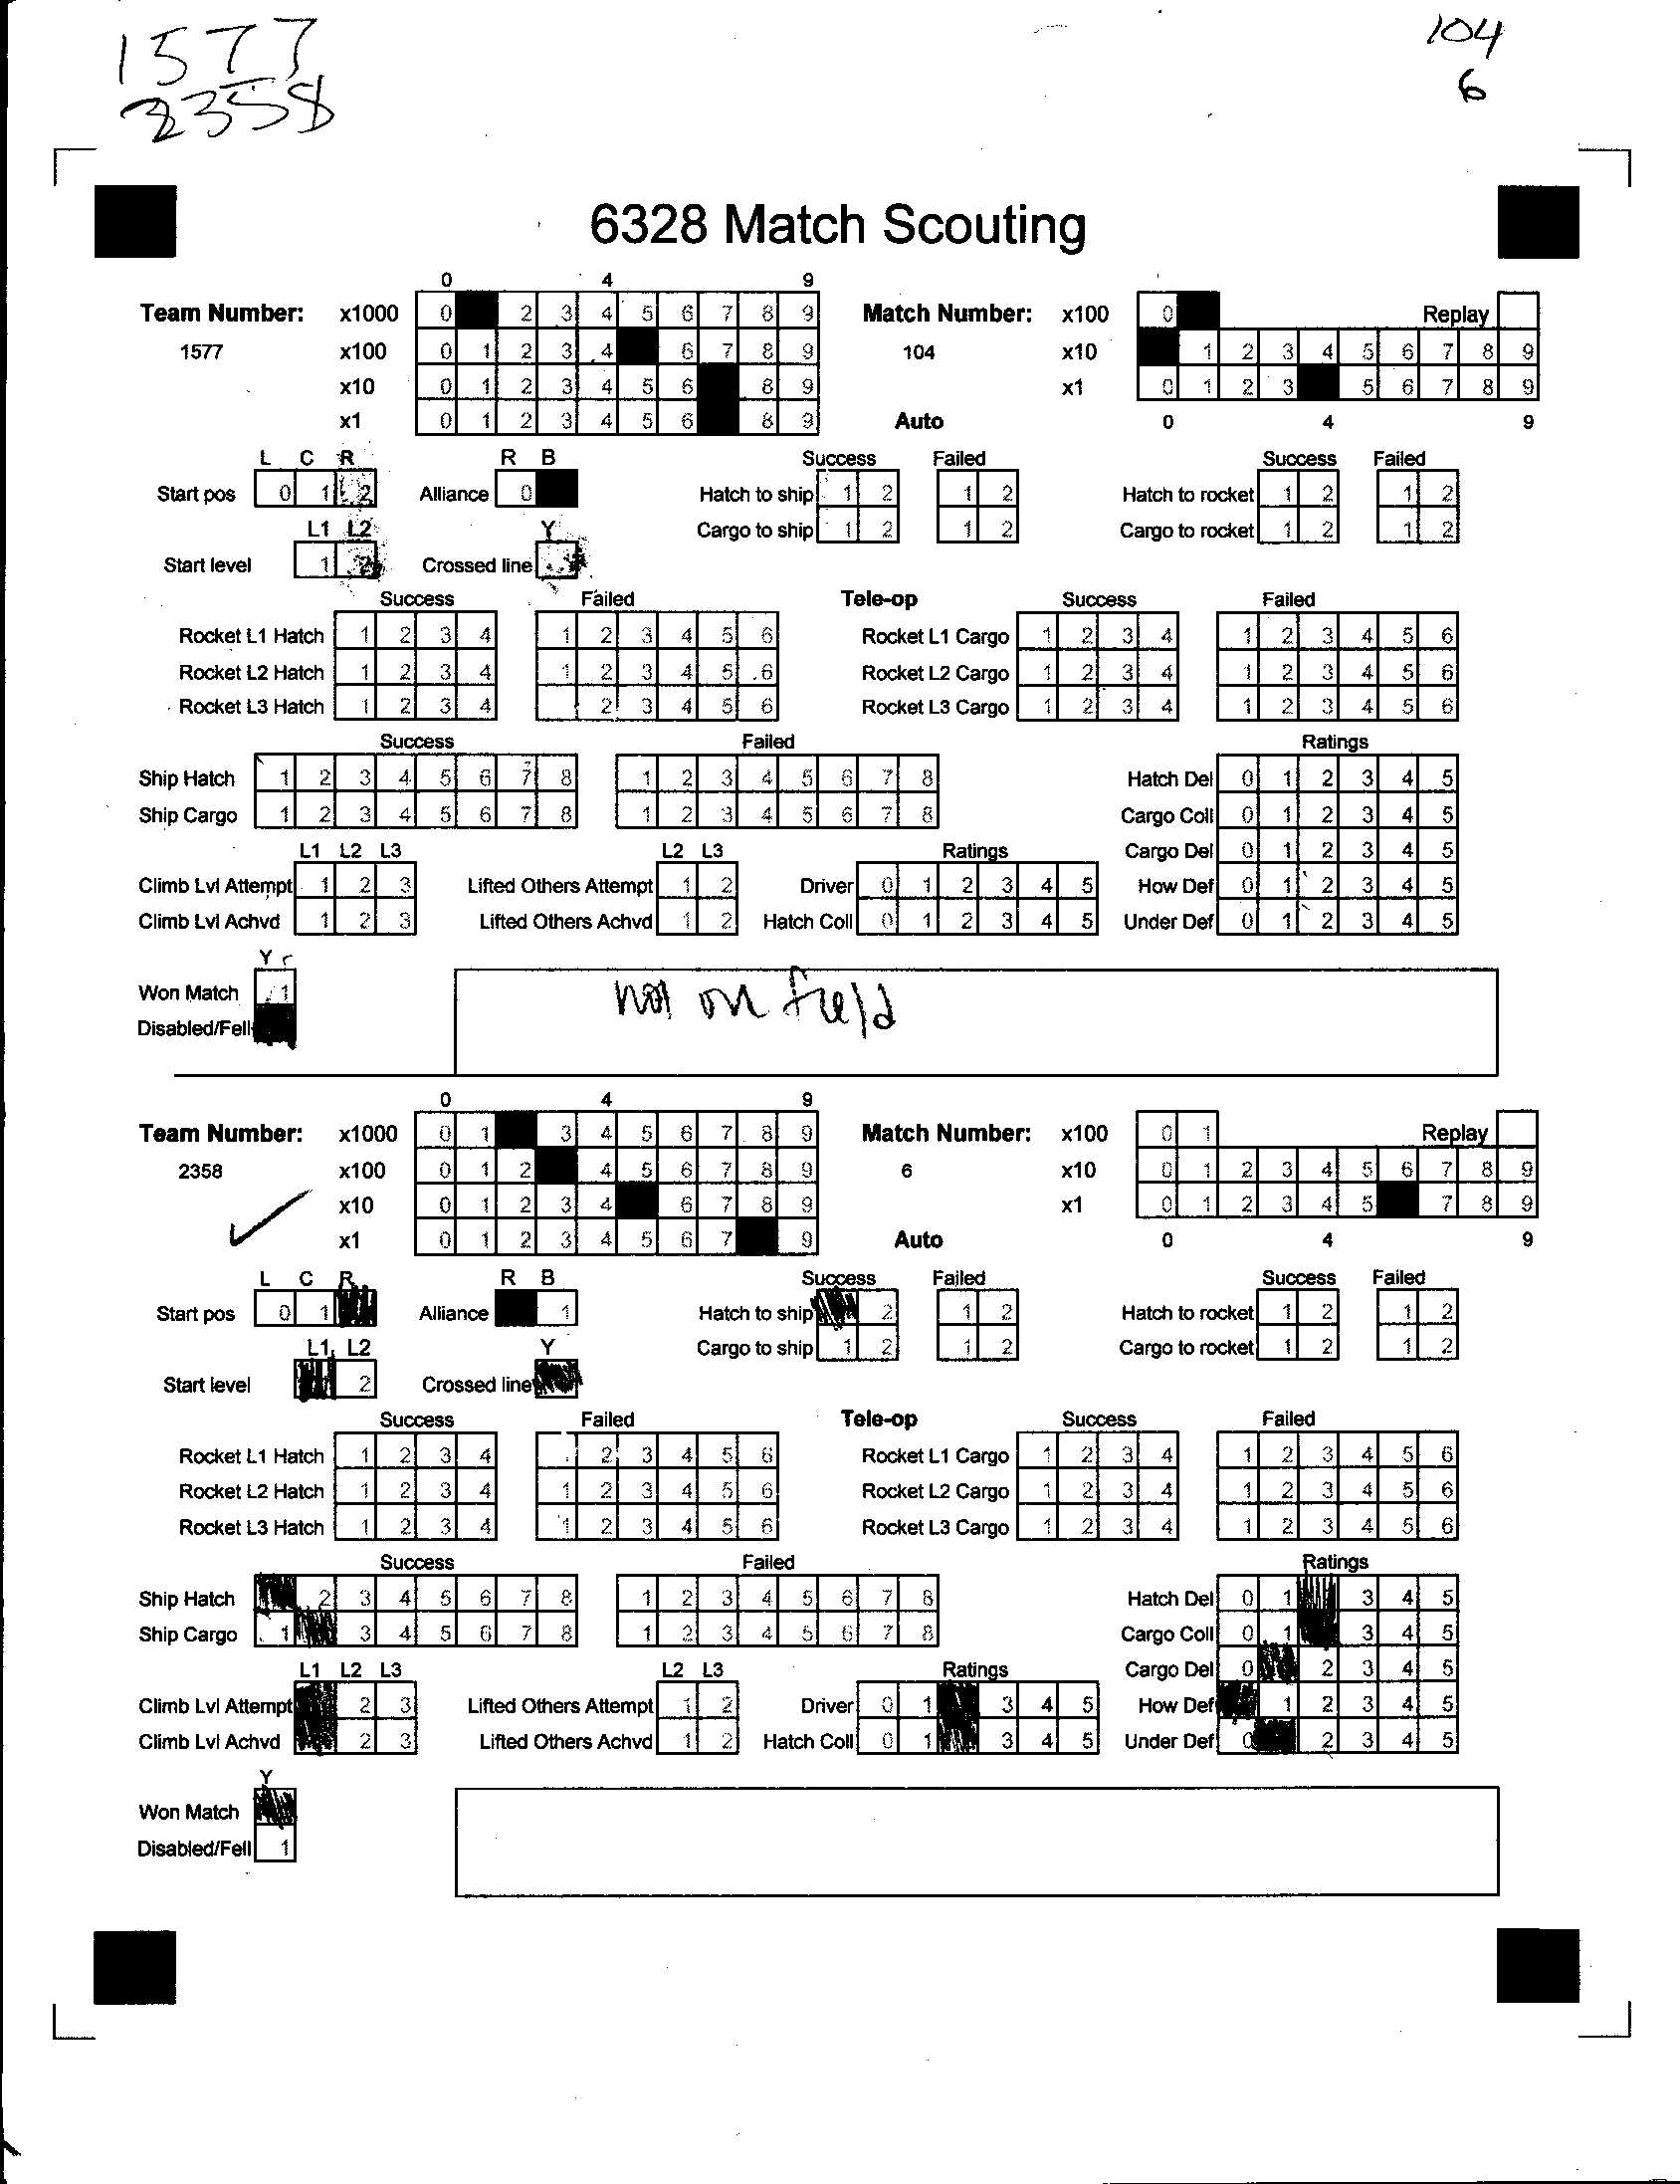 1577 104
2358 6
6328 Match Scouting
0 4 9
Team Number: x1000 0 2 3 4 5 6 7 8 9 Match Number: x100 0 Replay
1577 x100 0 1 2 3 4 6 7 8 9 104 x10 1 2 3 4 5 6 7 8 9
x10 0 1 2 3 4 5 6 8 9 x1 0 1 2 3 5 6 7 8 9
x1 0 1 2 3 4 5 6 8 9 Auto 0 4 9
L C R R B Success Failed Success Failed
Start pos 0 1 2 Alliance 0 Hatch to ship 1 2 1 2 Hatch to rocket 1 2 1 2
L1 L2 Y Cargo to ship 1 2 1 2 Cargo to rocket 1 2 1 2
Start level 1 2 Crossed line
Success Failed Tele-op Success Failed
Rocket L1 Hatch 1 2 3 4 1 2 3 4 5 6 Rocket L1 Cargo 1 2 3 4 1 2 3 4 5 6
Rocket L2 Hatch 1 2 3 4 1 2 3 4 5 6 Rocket L2 Cargo 1 2 3 4 1 2 3 4 5 6
Rocket L3 Hatch 1 2 3 4 2 3 4 5 6 Rocket L3 Cargo 1 2 3 4 1 2 3 4 5 6
Success Failed Ratings
Ship Hatch 1 2 3 4 5 6 7 8 1 2 3 4 5 6 7 8 Hatch Del 0 1 2 3 4 5
Ship Cargo 1 2 3 4 5 6 7 8 1 2 3 4 5 6 7 8 Cargo Coll 0 1 2 3 4 5
L1 L2 L3 L2 L3 Ratings Cargo Del 0 1 2 3 4 5
Climb Lvl Attempt 1 2 3 Lifted Others Attempt 1 2 Driver 0 1 2 3 4 5 How Def 0 1 2 3 4 5
Climb Lvl Achvd 1 2 3 Lifted Others Achvd 1 2 Hatch Coll 0 1 2 3 4 5 Under Def 0 1 2 3 4 5
Y
Won Match 1 not on field
Disabled/Fell
0 4 9
Team Number: x1000 0 1 3 4 5 6 7 8 9 Match Number: x100 0 1 Replay
2358 x100 0 1 2 4 5 6 7 8 9 6 x10 0 1 2 3 4 5 6 7 8 9
x10 0 1 2 3 4 6 7 8 9 x1 0 1 2 3 4 5 7 8 9
x1 0 1 2 3 4 5 6 7 9 Auto 0 4 9
L C R R B Success Failed Success Failed
Start pos 0 1 Alliance 1 Hatch to ship 2 1 2 Hatch to rocket 1 2 1 2
L1 L2 Y Cargo to ship 1 2 1 2 Cargo to rocket 1 2 1 2
Start level 2 Crossed line
Success Failed Tele-op Success Failed
Rocket L1 Hatch 1 2 3 4 2 3 4 5 6 Rocket L1 Cargo 1 2 3 4 1 2 3 4 5 6
Rocket L2 Hatch 1 2 3 4 1 2 3 4 5 6 Rocket L2 Cargo 1 2 3 4 1 2 3 4 5 6
Rocket L3 Hatch 1 2 3 4 1 2 3 4 5 6 Rocket L3 Cargo 1 2 3 4 1 2 3 4 5 6
Success Failed Ratings
Ship Hatch 2 3 4 5 6 7 8 1 2 3 4 5 6 7 8 Hatch Del 0 1 3 4 5
Ship Cargo 1 3 4 5 6 7 8 1 2 3 4 5 6 7 8 Cargo Coll 0 1 3 4 5
L1 L2 L3 L2 L3 Ratings Cargo Del 0 2 3 4 5
Climb Lvl Attempt 2 3 Lifted Others Attempt 1 2 Driver 0 1 3 4 5 How Def 1 2 3 4 5
Climb Lvl Achvd 2 3 Lifted Others Achvd 1 2 Hatch Coll 0 1 3 4 5 Under Def 0 2 3 4 5
Y
Won Match
Disabled/Fell 1